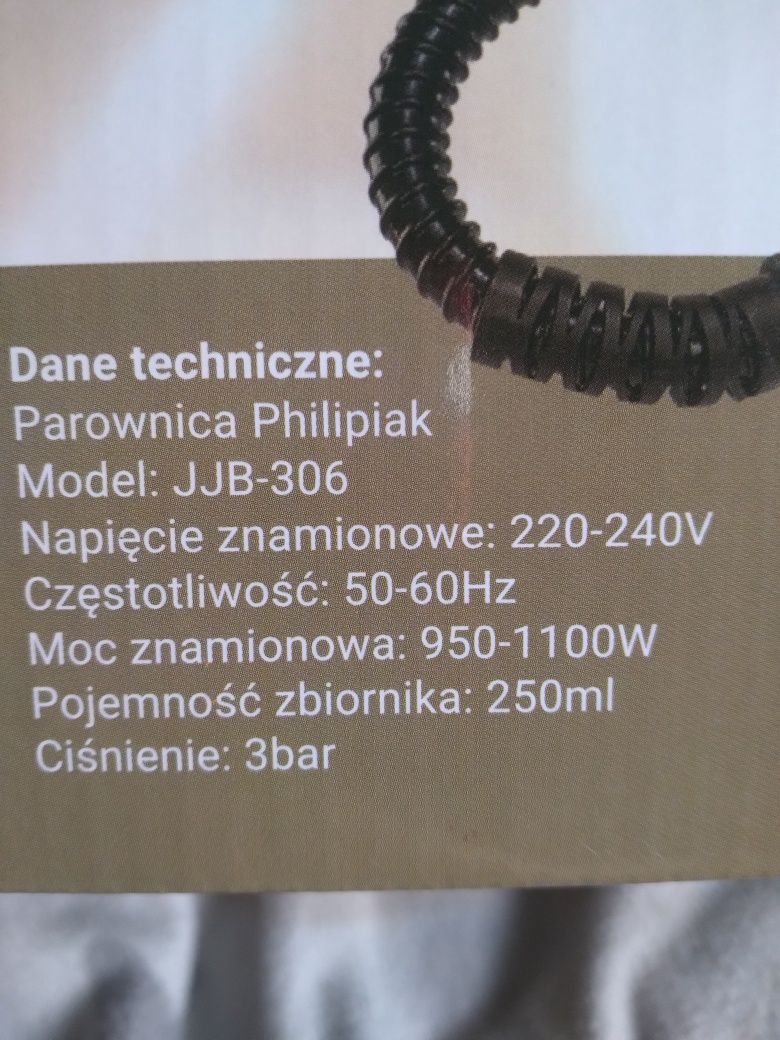 Dane techniczne:
Parownica Philipiak
Model: JJB-306
Napięcie znamionowe: 220-240V
Częstotliwość: 50-60Hz
Moc znamionowa: 950-1100W
Pojemność zbiornika: 250ml
Ciśnienie: 3bar